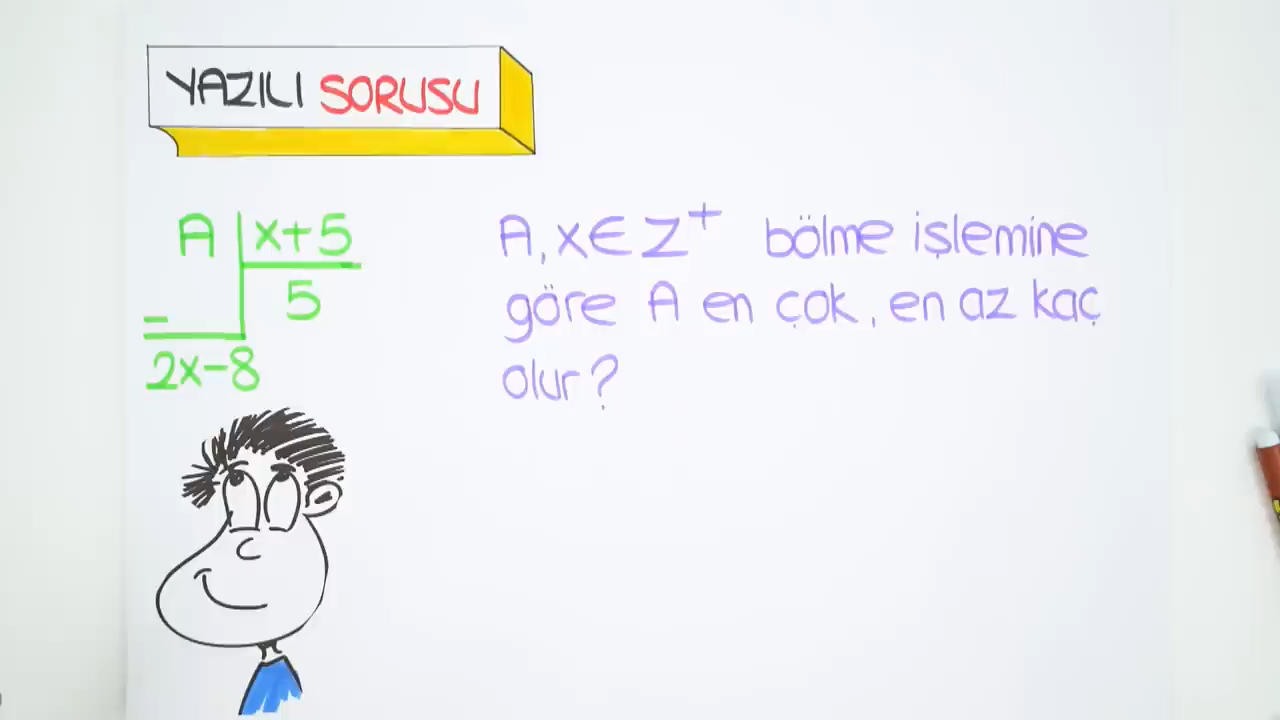 YAZILI SORUSU
A x+5
5
-
2x-8
A, x∈Z⁺ bölme işlemine
göre A en çok, en az kaç
olur?